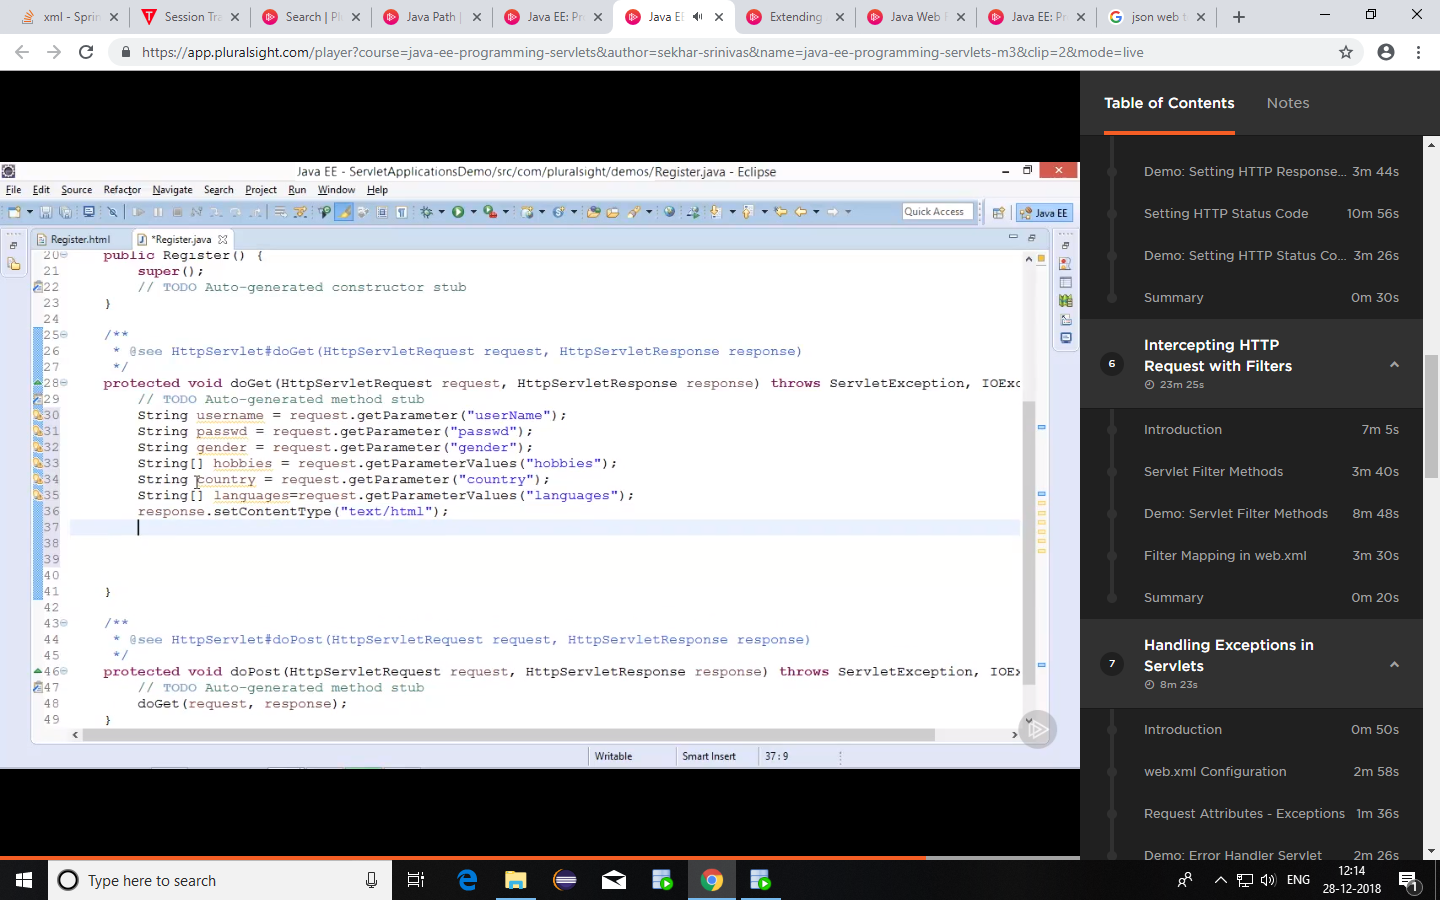 xml - Sprin
Session Tra
Search | Pl
Java Path |
Java EE: Pr
Java EE
Extending
Java Web F
Java EE: Pr
json web t
https://app.pluralsight.com/player?course=java-ee-programming-servlets&author=sekhar-srinivas&name=java-ee-programming-servlets-m3&clip=2&mode=live
Java EE - ServletApplicationsDemo/src/com/pluralsight/demos/Register.java - Eclipse
File Edit Source Refactor Navigate Search Project Run Window Help
Quick Access
Java EE
Register.html
*Register.java
20 public Register() {
21 super();
22 // TODO Auto-generated constructor stub
23 }
24
25 /**
26 * @see HttpServlet#doGet(HttpServletRequest request, HttpServletResponse response)
27 */
28 protected void doGet(HttpServletRequest request, HttpServletResponse response) throws ServletException, IOExc
29 // TODO Auto-generated method stub
30 String username = request.getParameter("userName");
31 String passwd = request.getParameter("passwd");
32 String gender = request.getParameter("gender");
33 String[] hobbies = request.getParameterValues("hobbies");
34 String country = request.getParameter("country");
35 String[] languages=request.getParameterValues("languages");
36 response.setContentType("text/html");
37
38
39
40
41 }
42
43 /**
44 * @see HttpServlet#doPost(HttpServletRequest request, HttpServletResponse response)
45 */
46 protected void doPost(HttpServletRequest request, HttpServletResponse response) throws ServletException, IOEx
47 // TODO Auto-generated method stub
48 doGet(request, response);
49 }
Writable
Smart Insert
37 : 9
Table of Contents
Notes
Demo: Setting HTTP Response... 3m 44s
Setting HTTP Status Code 10m 56s
Demo: Setting HTTP Status Co... 3m 26s
Summary 0m 30s
6
Intercepting HTTP
Request with Filters
23m 25s
Introduction 7m 5s
Servlet Filter Methods 3m 40s
Demo: Servlet Filter Methods 8m 48s
Filter Mapping in web.xml 3m 30s
Summary 0m 20s
7
Handling Exceptions in
Servlets
8m 23s
Introduction 0m 50s
web.xml Configuration 2m 58s
Request Attributes - Exceptions 1m 36s
Demo: Error Handler Servlet 2m 26s
Type here to search
ENG
12:14
28-12-2018
1